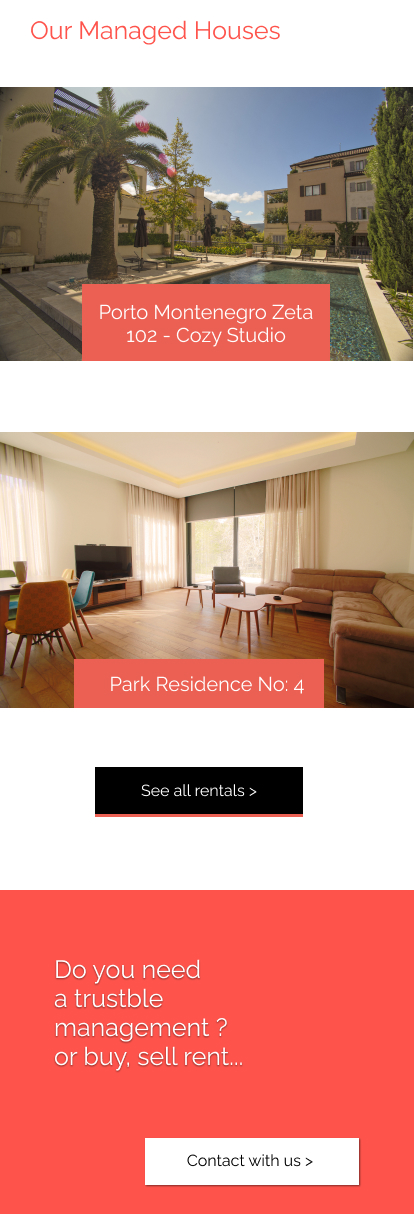 Our Managed Houses
Porto Montenegro Zeta
102 - Cozy Studio
Park Residence No: 4
See all rentals >
Do you need
a trustble
management ?
or buy, sell rent...
Contact with us >